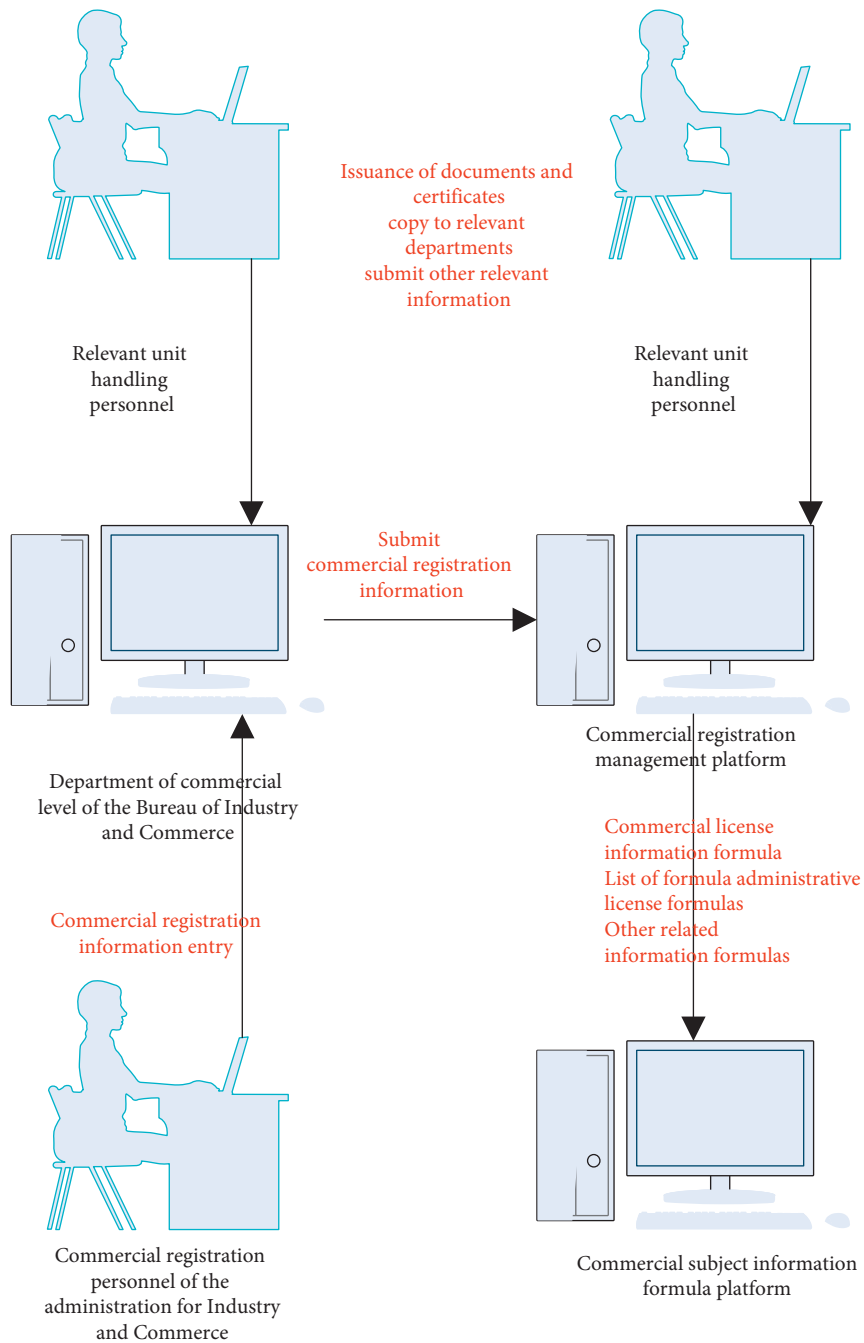 Issuance of documents and
certificates
copy to relevant
departments
submit other relevant
information
Relevant unit
handling
personnel
Relevant unit
handling
personnel
Submit
commercial registration
information
Department of commercial
level of the Bureau of Industry
and Commerce
Commercial registration
management platform
Commercial license
information formula
List of formula administrative
license formulas
Other related
information formulas
Commercial registration
information entry
Commercial registration
personnel of the
administration for Industry
and Commerce
Commercial subject information
formula platform